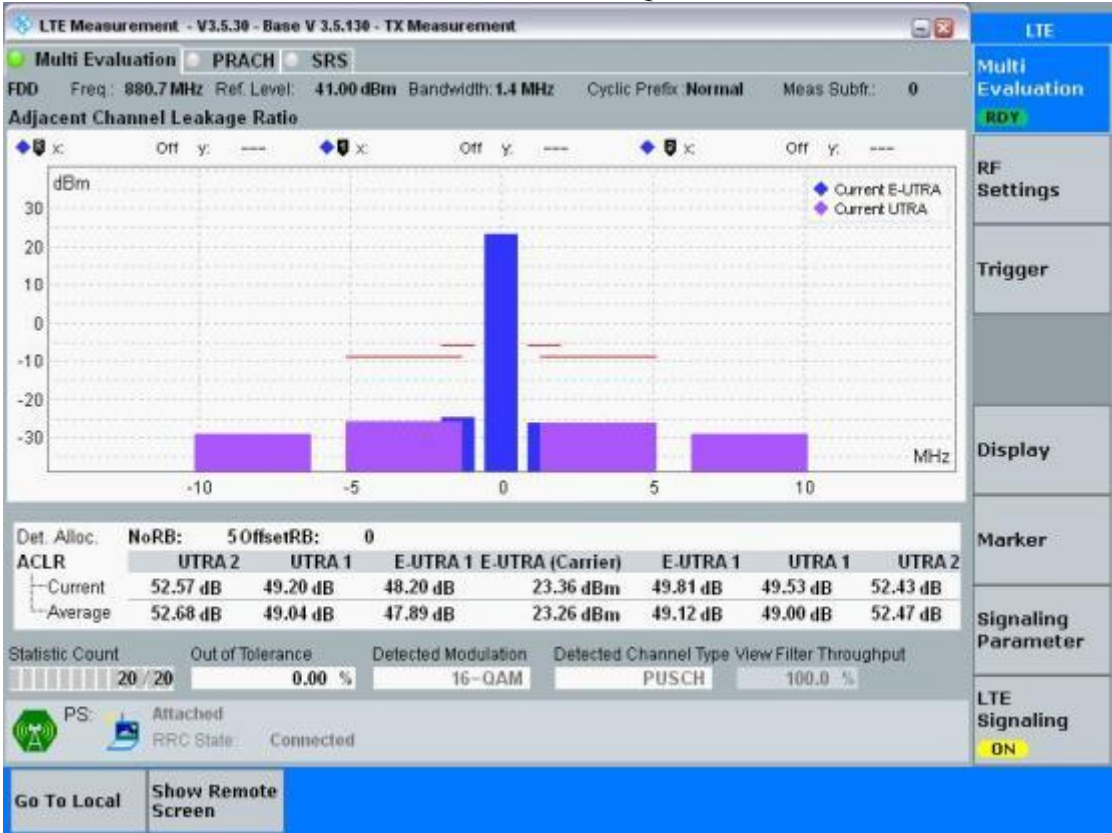 LTE Measurement - V3.5.30 - Base V 3.5.130 - TX Measurement
LTE
Multi Evaluation PRACH SRS
Multi
Evaluation
RDY
FDD Freq.: 880.7 MHz Ref. Level: 41.00 dBm Bandwidth: 1.4 MHz Cyclic Prefix: Normal Meas Subfr.: 0
Adjacent Channel Leakage Ratio
x: Off y: --- x: Off y: --- x: Off y: ---
dBm
Current E-UTRA
Current UTRA
30
20
10
0
-10
-20
-30
MHz
-10 -5 0 5 10
RF
Settings
Trigger
Display
Marker
Signaling
Parameter
LTE
Signaling
ON
Det. Alloc. NoRB: 5 OffsetRB: 0
ACLR UTRA 2 UTRA 1 E-UTRA 1 E-UTRA (Carrier) E-UTRA 1 UTRA 1 UTRA 2
Current 52.57 dB 49.20 dB 48.20 dB 23.36 dBm 49.81 dB 49.53 dB 52.43 dB
Average 52.68 dB 49.04 dB 47.89 dB 23.26 dBm 49.12 dB 49.00 dB 52.47 dB
Statistic Count Out of Tolerance Detected Modulation Detected Channel Type View Filter Throughput
20 / 20 0.00 % 16-QAM PUSCH 100.0 %
PS: Attached
RRC State: Connected
Go To Local
Show Remote
Screen